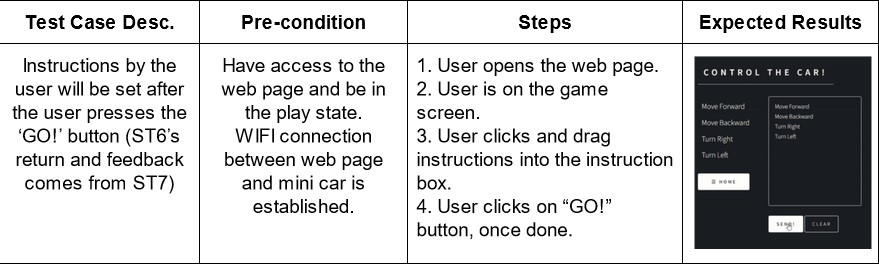 Test Case Desc.
Pre-condition
Steps
Expected Results
Instructions by the
user will be set after
the user presses the
‘GO!’ button (ST6’s
return and feedback
comes from ST7)
Have access to the
web page and be in
the play state.
WIFI connection
between web page
and mini car is
established.
1. User opens the web page.
2. User is on the game
screen.
3. User clicks and drag
instructions into the instruction
box.
4. User clicks on “GO!”
button, once done.
CONTROL THE CAR!
Move Forward
Move Backward
Turn Right
Turn Left
HOME
Move Forward
Move Backward
Turn Right
Turn Left
SEND!
CLEAR